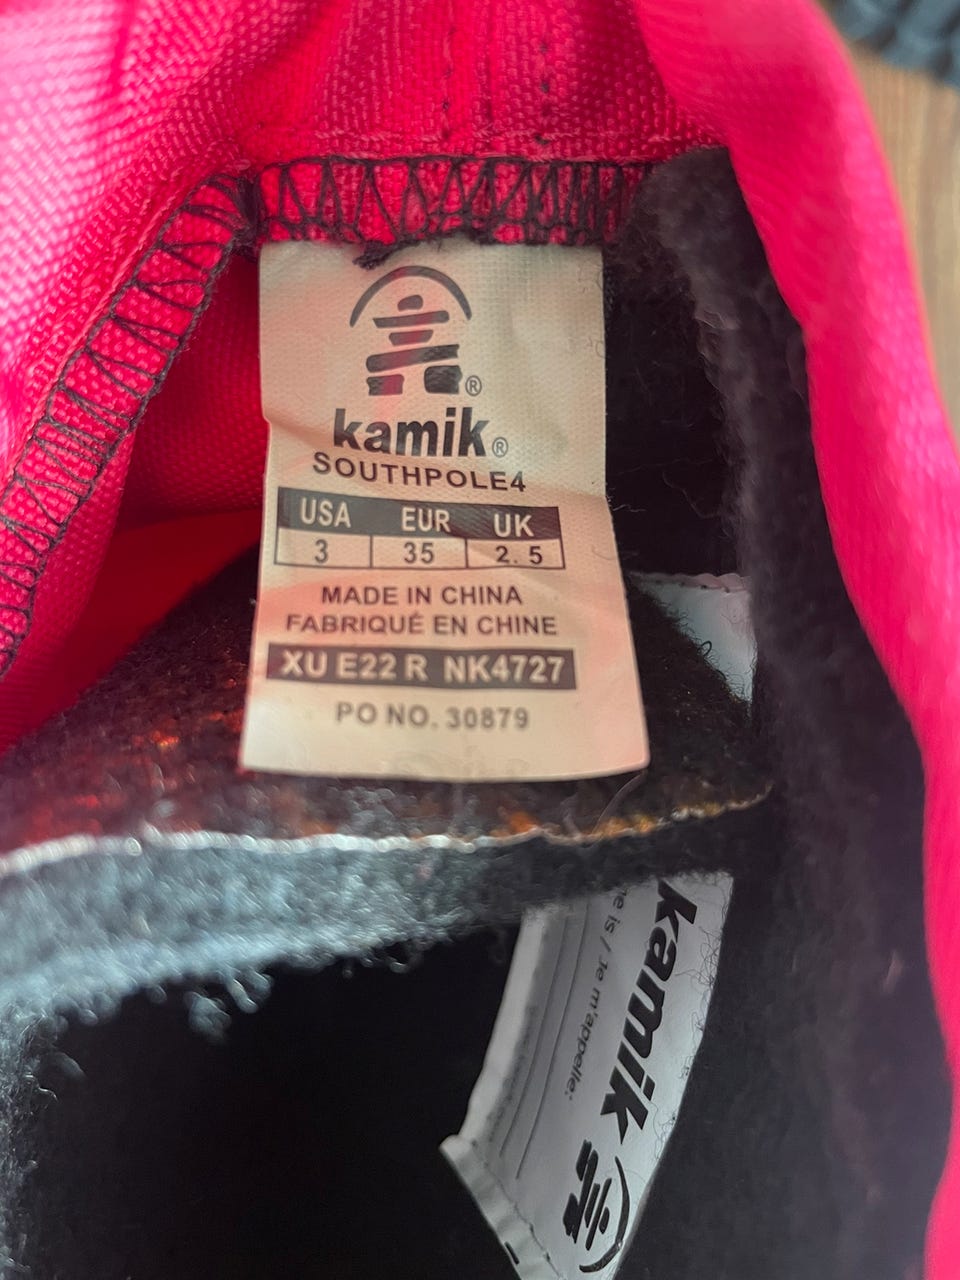 kamik®
SOUTHPOLE4
USA EUR UK
3 35 2.5
MADE IN CHINA
FABRIQUÉ EN CHINE
XU E22 R NK4727
PO NO. 30879
kamik
is / Je m'appelle: